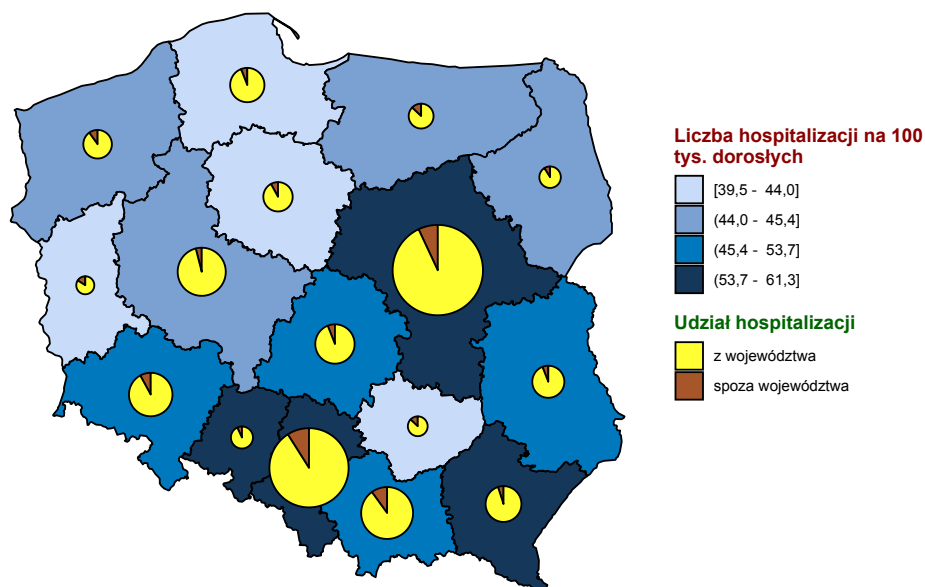 Liczba hospitalizacji na 100
tys. dorosłych
[39,5 - 44,0]
(44,0 - 45,4]
(45,4 - 53,7]
(53,7 - 61,3]
Udział hospitalizacji
z województwa
spoza województwa